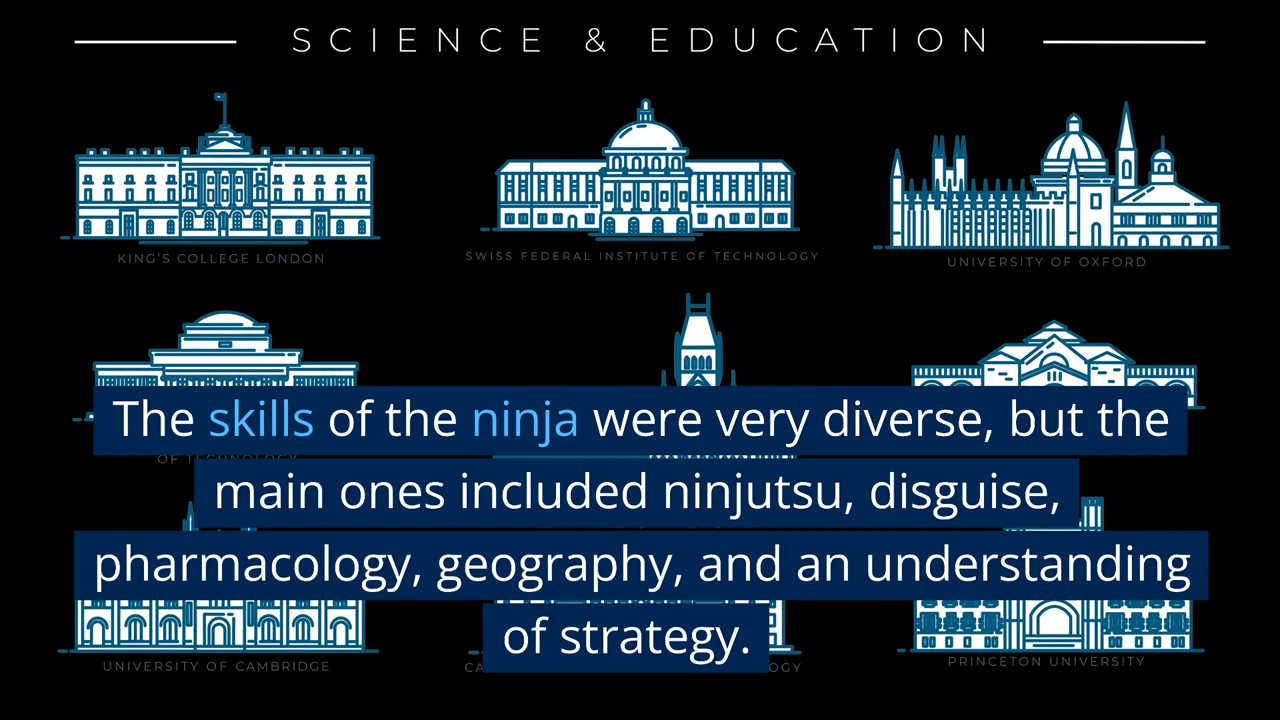 SCIENCE & EDUCATION
KING'S COLLEGE LONDON
SWISS FEDERAL INSTITUTE OF TECHNOLOGY
UNIVERSITY OF OXFORD
The skills of the ninja were very diverse, but the
OF TECHNOLOGY
main ones included ninjutsu, disguise,
pharmacology, geography, and an understanding
of strategy.
UNIVERSITY OF CAMBRIDGE
PRINCETON UNIVERSITY